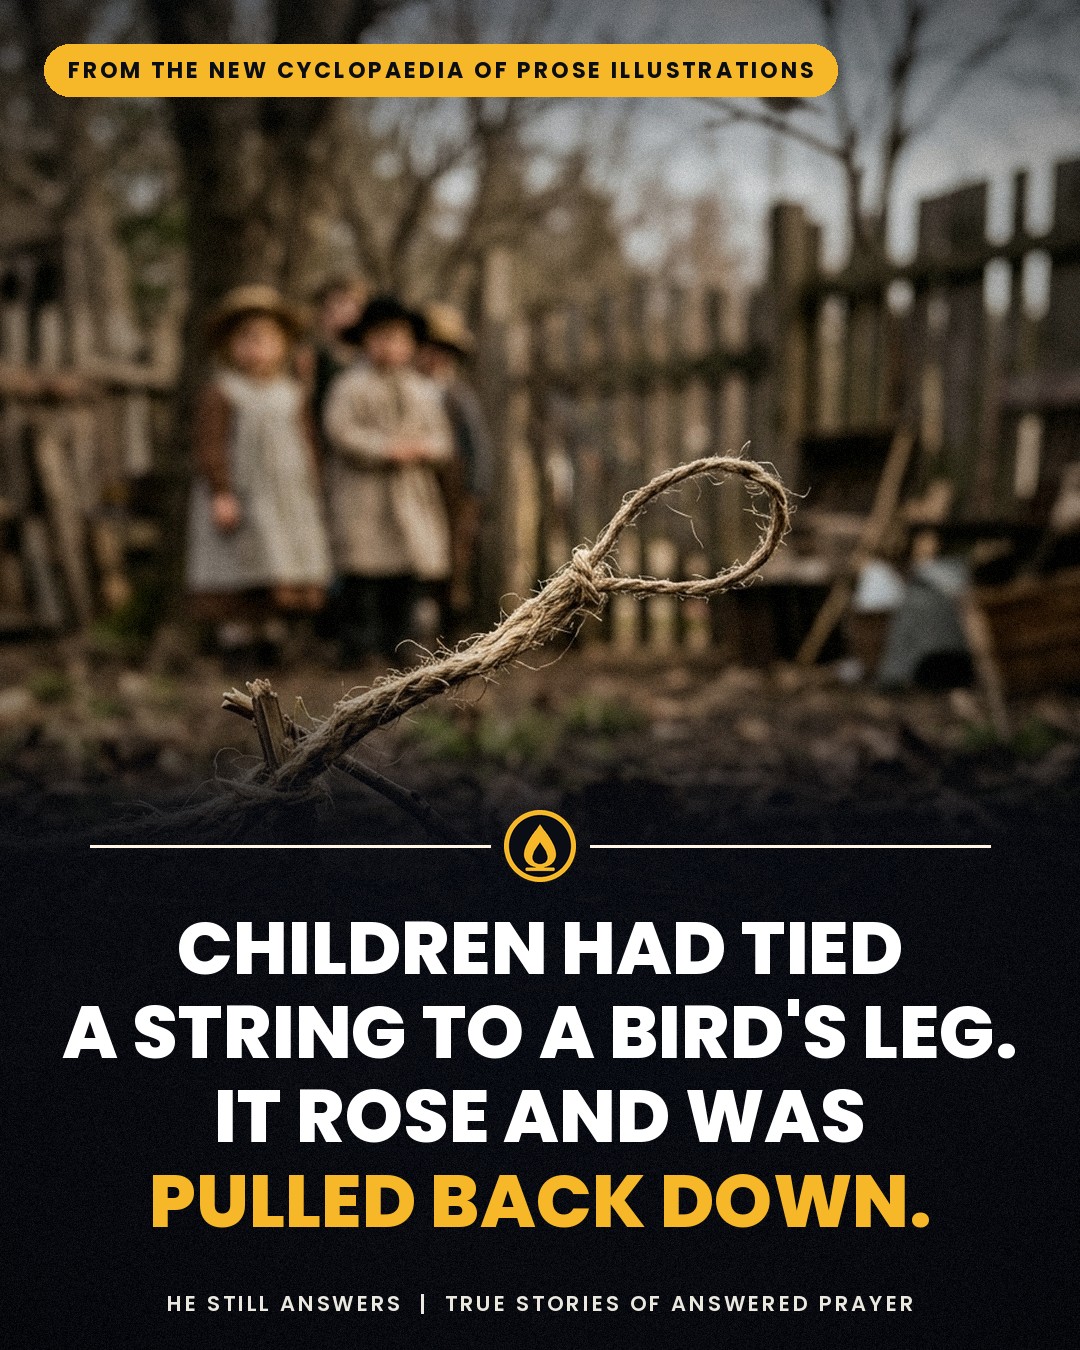 FROM THE NEW CYCLOPAEDIA OF PROSE ILLUSTRATIONS
CHILDREN HAD TIED
A STRING TO A BIRD'S LEG.
IT ROSE AND WAS
PULLED BACK DOWN.
HE STILL ANSWERS | TRUE STORIES OF ANSWERED PRAYER